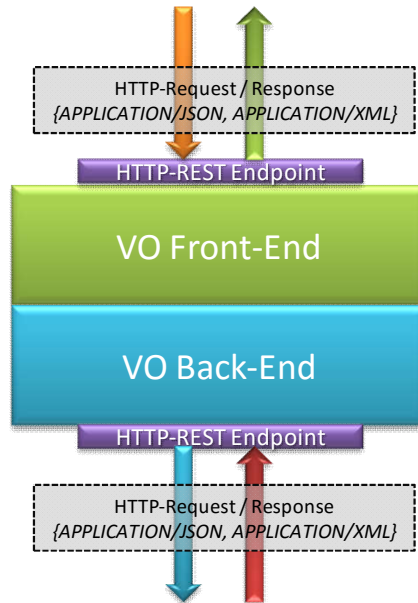 HTTP-Request / Response
{APPLICATION/JSON, APPLICATION/XML}
HTTP-REST Endpoint
VO Front-End
VO Back-End
HTTP-REST Endpoint
HTTP-Request / Response
{APPLICATION/JSON, APPLICATION/XML}